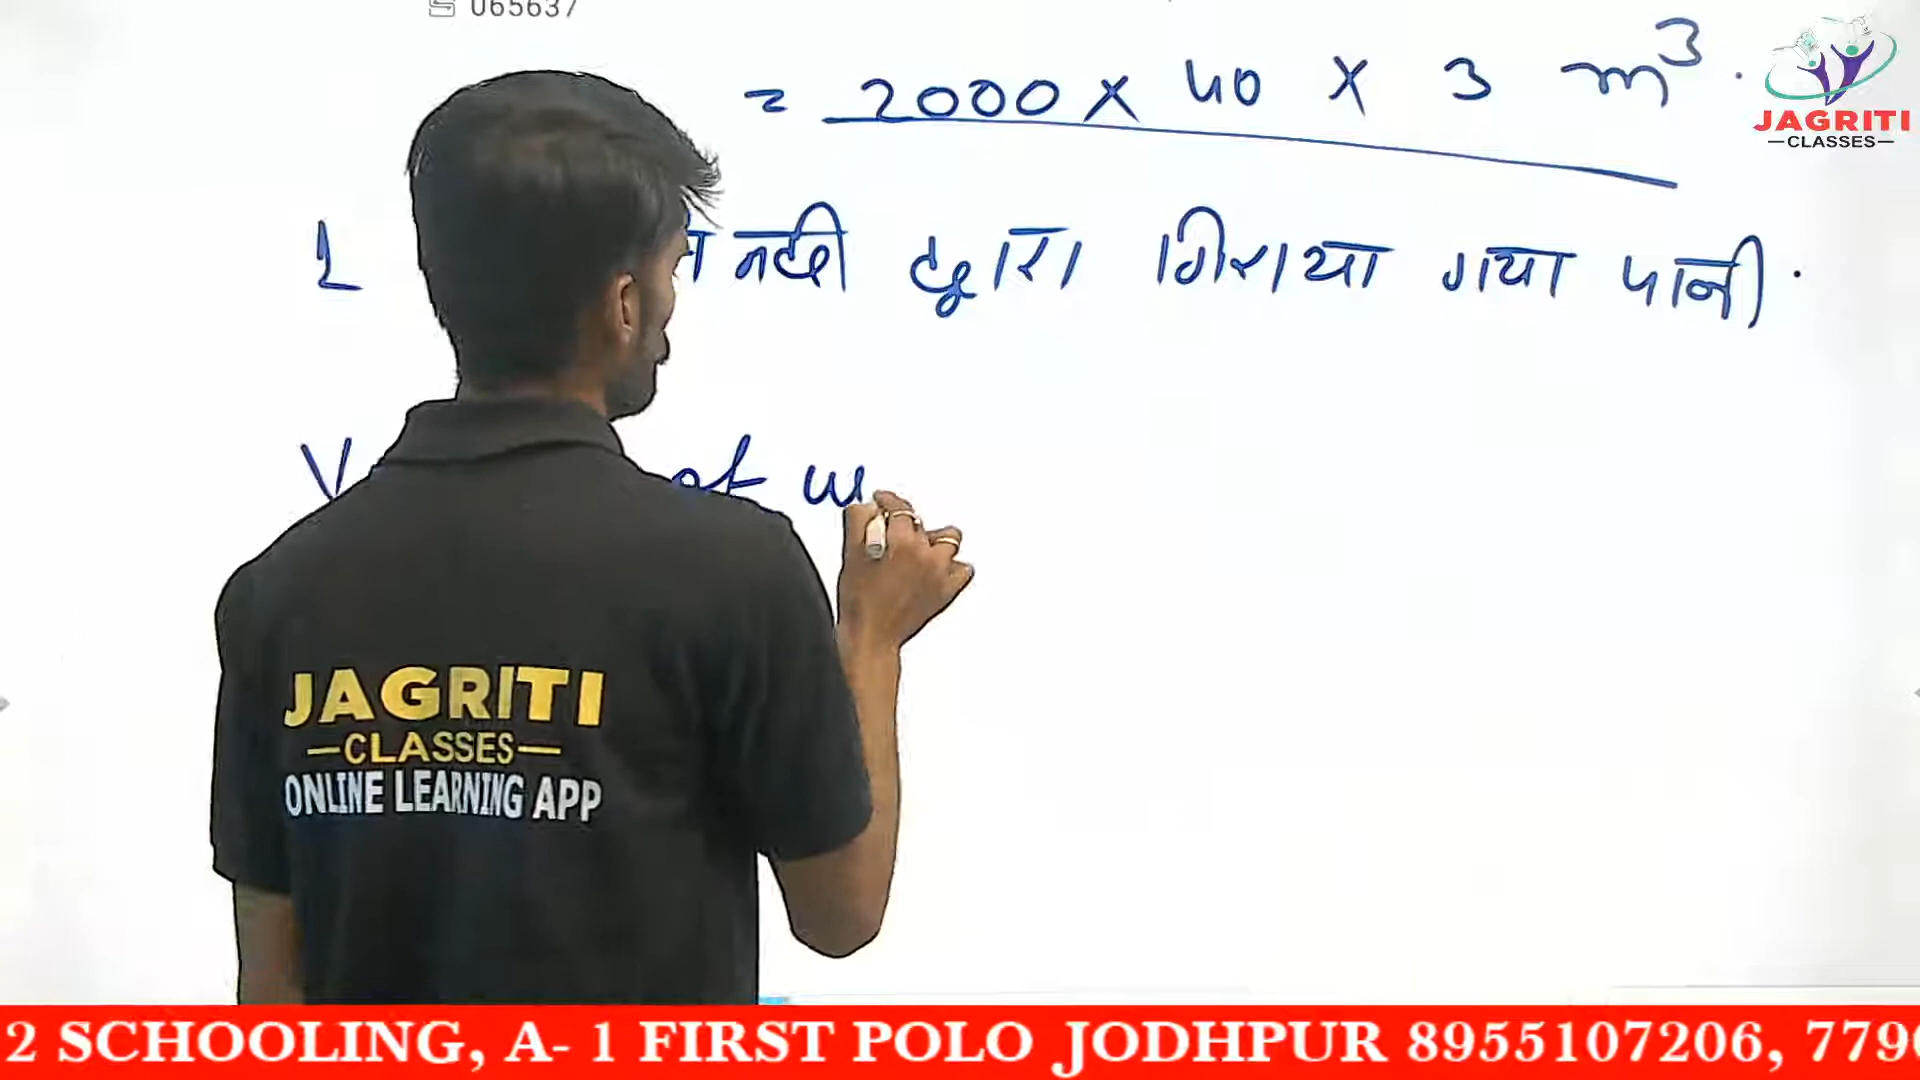 065637
= 2000 × 40 × 3 m³.
JAGRITI
CLASSES
1 नदी द्वारा गिराया गया पानी.
V of w
JAGRITI
CLASSES
ONLINE LEARNING APP
2 SCHOOLING, A- 1 FIRST POLO JODHPUR 8955107206, 779